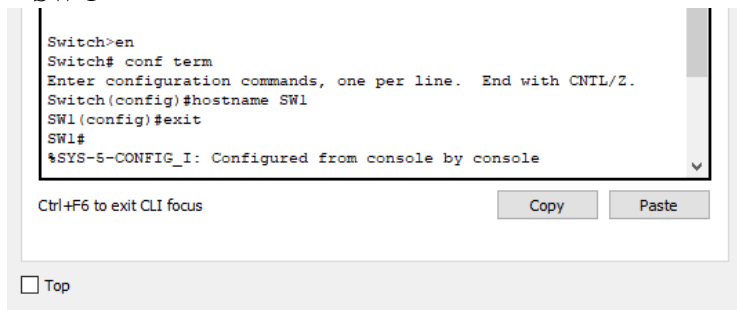 Switch>en
Switch# conf term
Enter configuration commands, one per line.  End with CNTL/Z.
Switch(config)#hostname SW1
SW1(config)#exit
SW1#
%SYS-5-CONFIG_I: Configured from console by console
Ctrl+F6 to exit CLI focus
Copy
Paste
Top